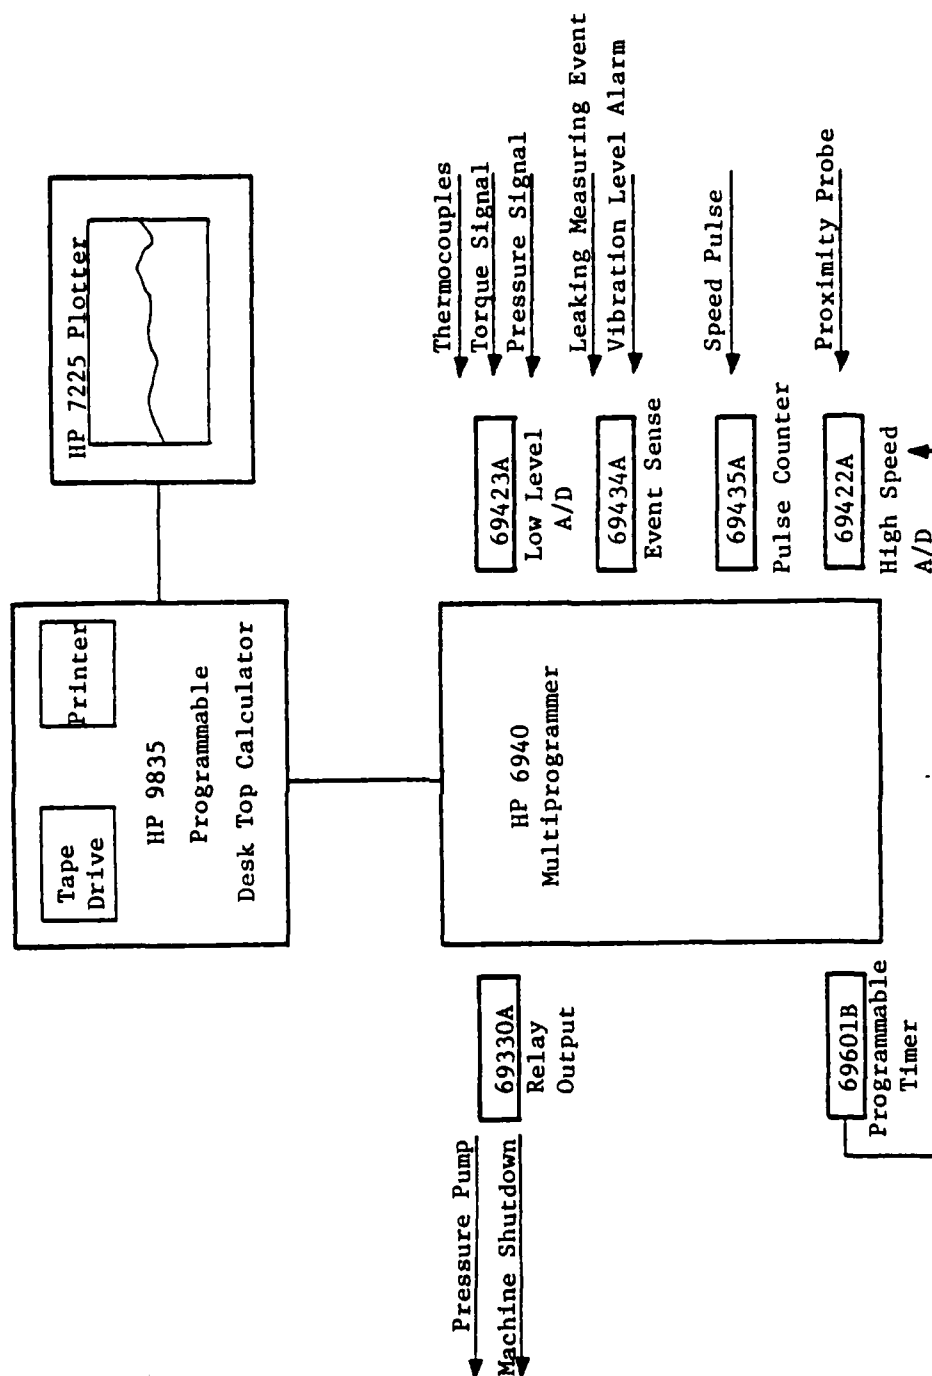 HP 7225 Plotter
Tape
Drive
Printer
HP 9835
Programmable
Desk Top Calculator
HP 6940
Multiprogrammer
Pressure Pump
Machine Shutdown
69330A
Relay
Output
69601B
Programmable
Timer
69423A
Low Level
A/D
69434A
Event Sense
69435A
Pulse Counter
69422A
High Speed
A/D
Thermocouples
Torque Signal
Pressure Signal
Leaking Measuring Event
Vibration Level Alarm
Speed Pulse
Proximity Probe